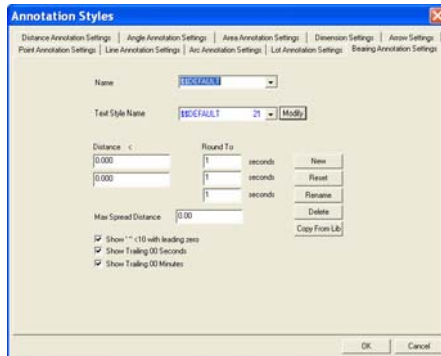 Annotation Styles
Distance Annotation Settings Angle Annotation Settings Area Annotation Settings Dimension Settings Arrow Settings
Point Annotation Settings Line Annotation Settings Arc Annotation Settings Lot Annotation Settings Bearing Annotation Settings
Name $$DEFAULT
Text Style Name $$DEFAULT 21 Modify
Distance < Round To
0.000 1 seconds New
0.000 1 seconds Reset
1 seconds Rename
Max Spread Distance 0.00 Delete
Copy From Lib
Show ' " <10 with leading zero
Show Trailing 00 Seconds
Show Trailing 00 Minutes
OK Cancel